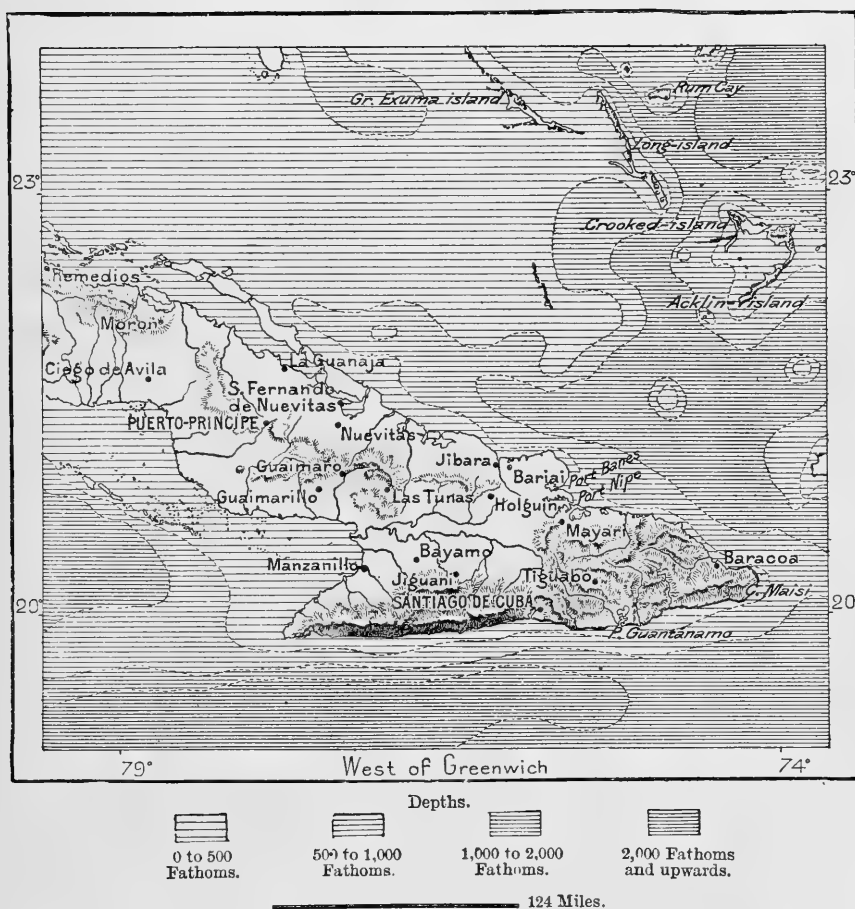 H. P.
Rum Cay
Gr. Exuma island
Long-island
23°
23°
Crooked-island
Remedios
Acklin-island
Moron
La Guanaja
Ciego de Avila
S. Fernando
de Nuevitas
PUERTO-PRINCIPE
Nuevitas
Jibara
Bariai
Port Banes
Guaimaro
Port Nipe
Guaimarillo
Las Tunas
Holguin
Mayari
Bayamo
Baracoa
Manzanillo
Jiguani
Tiguabo
C. Maisi
SANTIAGO DE CUBA
20°
20°
P. Guantánamo
79°
West of Greenwich
74°
Depths.
0 to 500
Fathoms.
500 to 1,000
Fathoms.
1,000 to 2,000
Fathoms.
2,000 Fathoms
and upwards.
124 Miles.